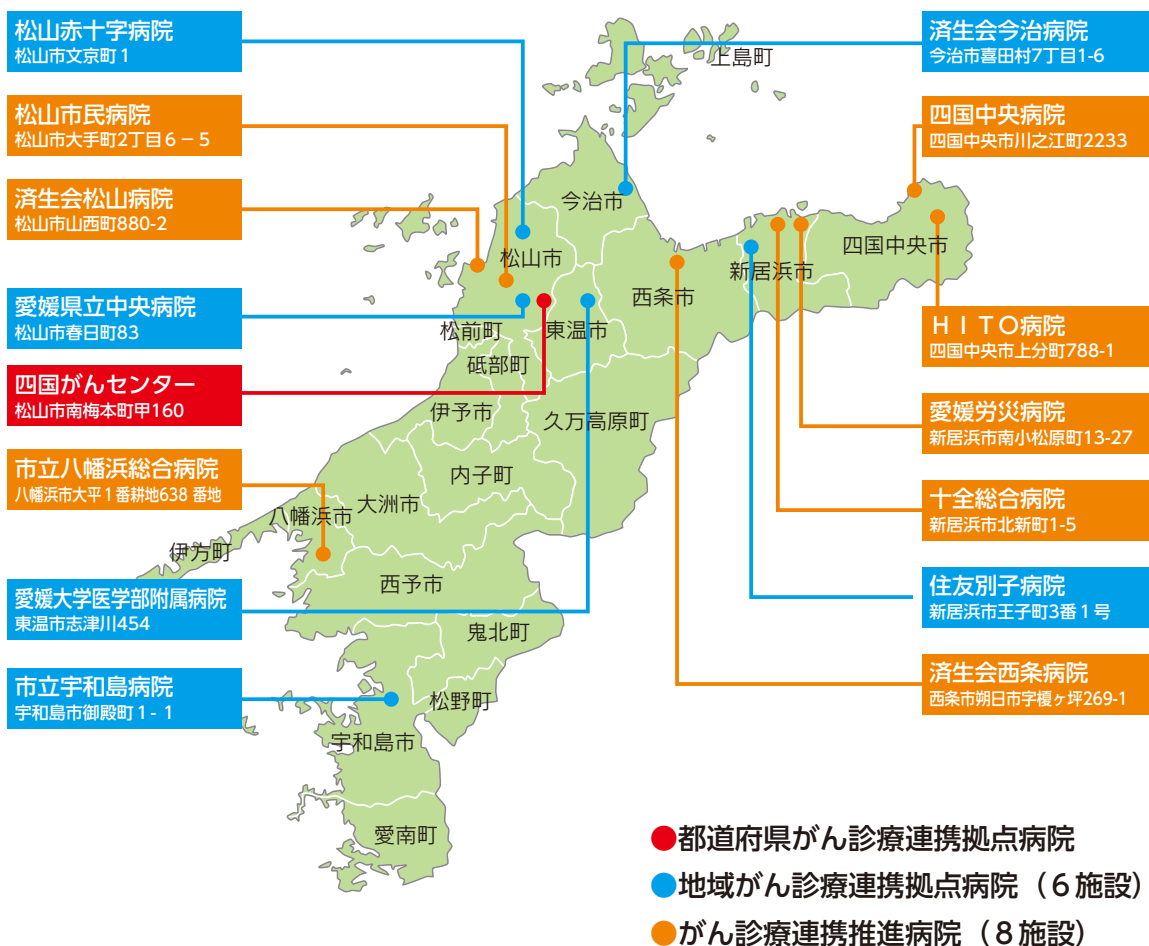 松山赤十字病院
松山市文京町1
松山市民病院
松山市大手町2丁目6－5
済生会松山病院
松山市山西町880-2
愛媛県立中央病院
松山市春日町83
四国がんセンター
松山市南梅本町甲160
市立八幡浜総合病院
八幡浜市大平1番耕地638 番地
愛媛大学医学部附属病院
東温市志津川454
市立宇和島病院
宇和島市御殿町1- 1
上島町
今治市
松山市
西条市
新居浜市
四国中央市
松前町
東温市
砥部町
伊予市
久万高原町
内子町
大洲市
八幡浜市
伊方町
西予市
鬼北町
松野町
宇和島市
愛南町
済生会今治病院
今治市喜田村7丁目1-6
四国中央病院
四国中央市川之江町2233
ＨＩＴＯ病院
四国中央市上分町788-1
愛媛労災病院
新居浜市南小松原町13-27
十全総合病院
新居浜市北新町1-5
住友別子病院
新居浜市王子町3番1号
済生会西条病院
西条市朔日市字榎ヶ坪269-1
●都道府県がん診療連携拠点病院
●地域がん診療連携拠点病院（６施設）
●がん診療連携推進病院（８施設）